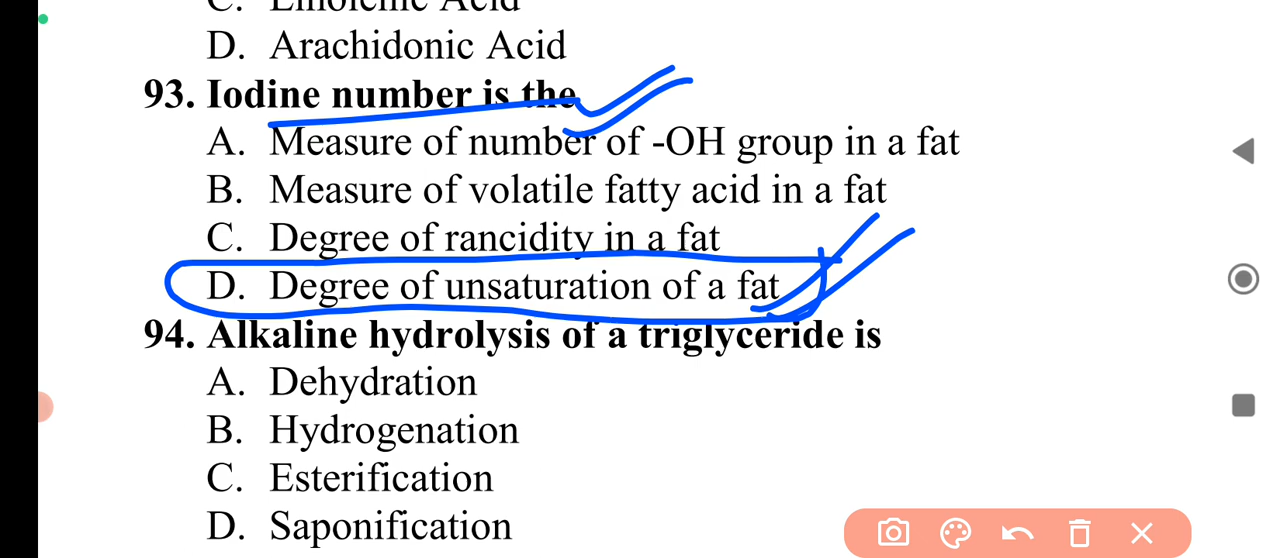 D. Arachidonic Acid
93. Iodine number is the
A. Measure of number of -OH group in a fat
B. Measure of volatile fatty acid in a fat
C. Degree of rancidity in a fat
D. Degree of unsaturation of a fat
94. Alkaline hydrolysis of a triglyceride is
A. Dehydration
B. Hydrogenation
C. Esterification
D. Saponification